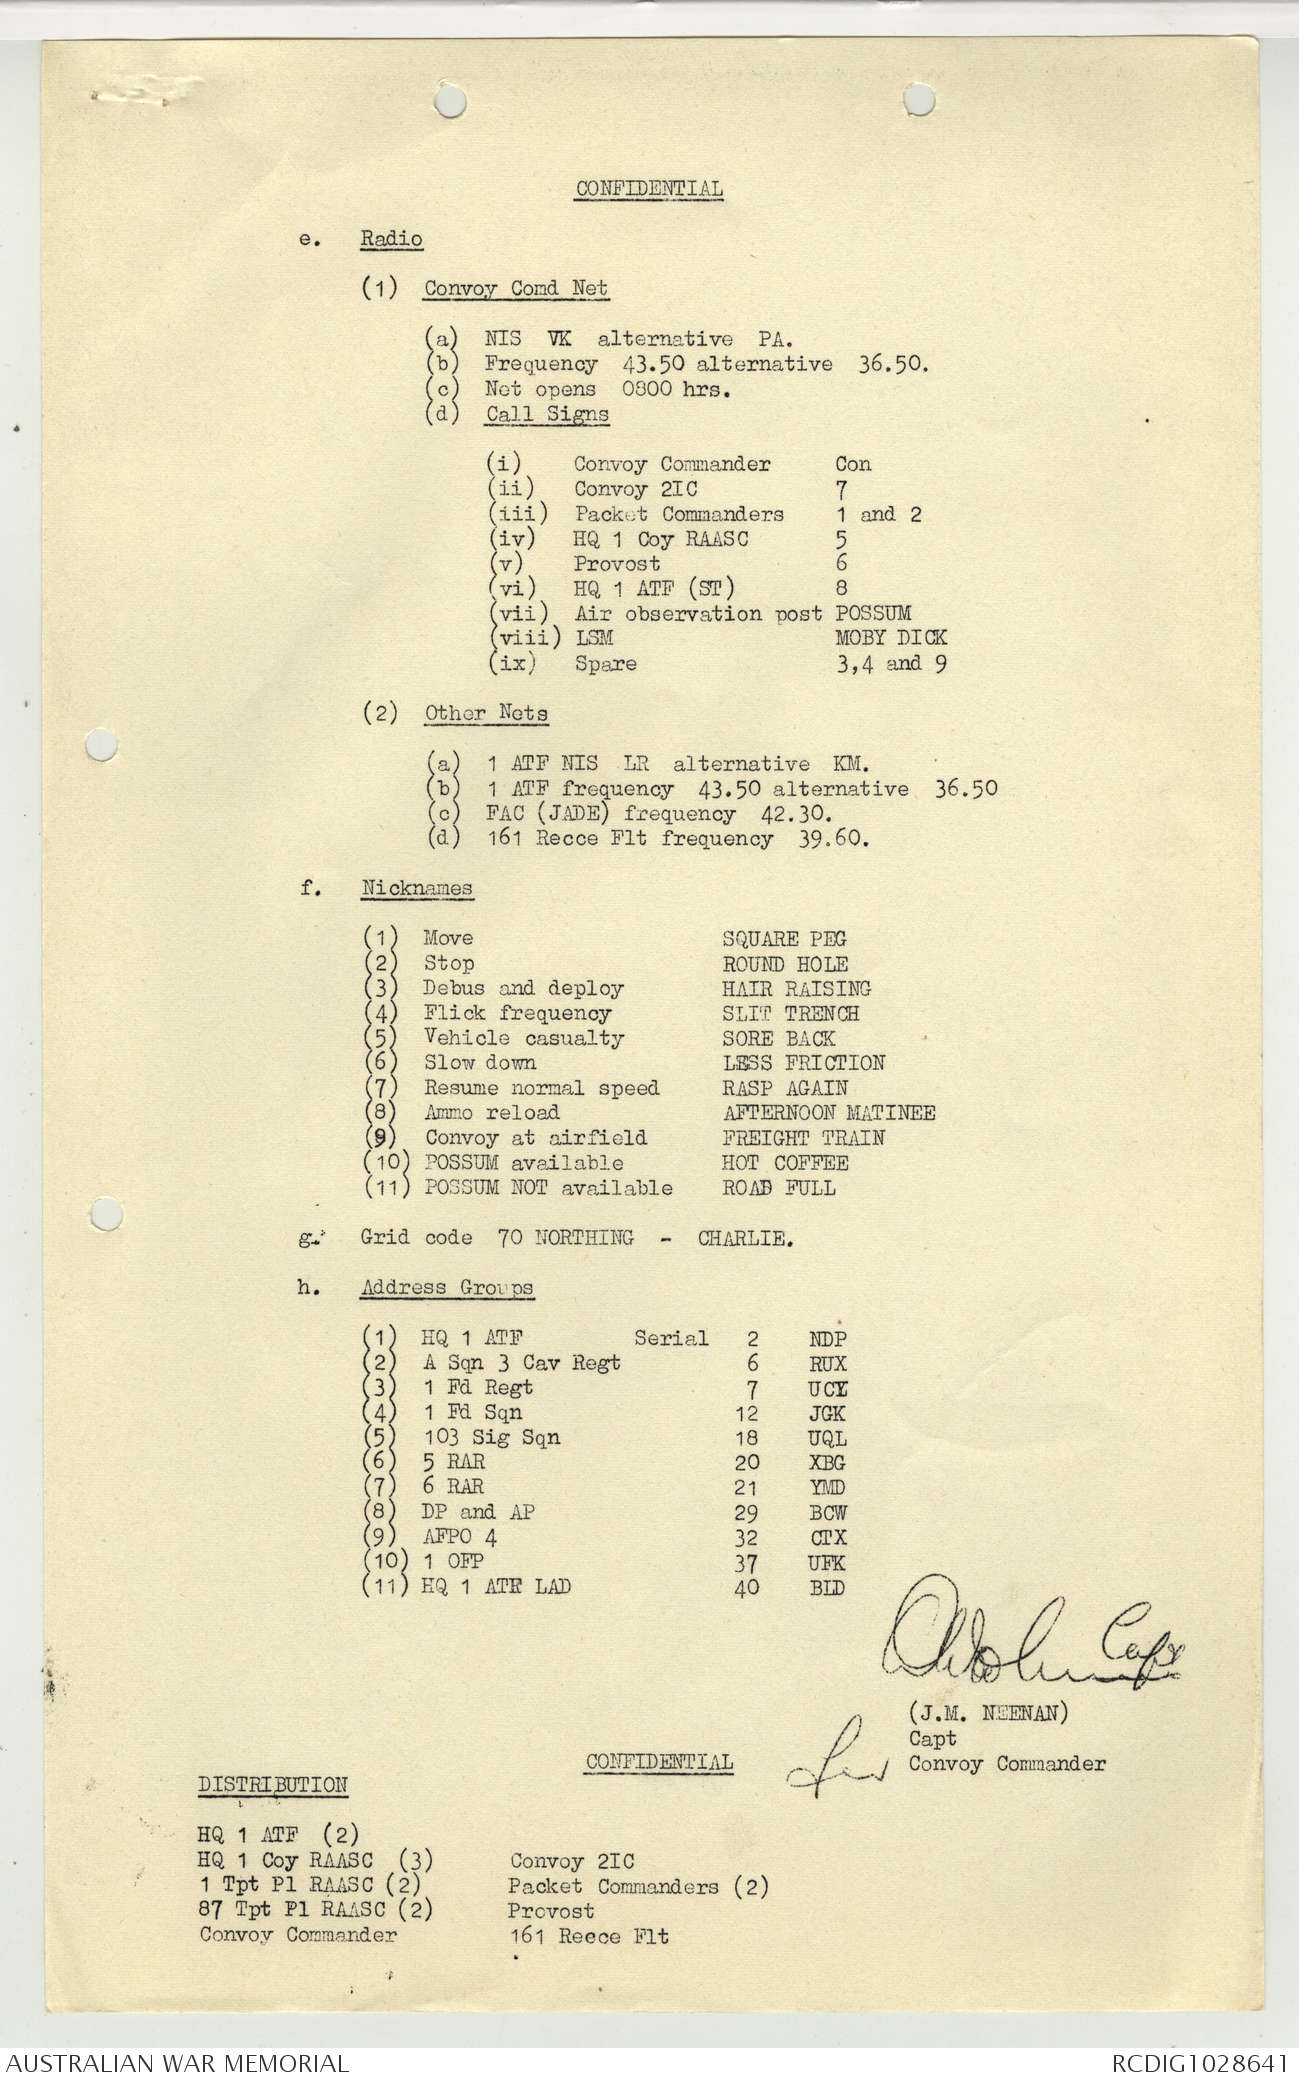 CONFIDENTIAL
e. Radio
(1) Convoy Comd Net
(a) NIS VK alternative PA.
(b) Frequency 43.50 alternative 36.50.
(c) Net opens 0800 hrs.
(d) Call Signs
(i) Convoy Commander Con
(ii) Convoy 2IC 7
(iii) Packet Commanders 1 and 2
(iv) HQ 1 Coy RAASC 5
(v) Provost 6
(vi) HQ 1 ATF (ST) 8
(vii) Air observation post POSSUM
(viii) LSM MOBY DICK
(ix) Spare 3,4 and 9
(2) Other Nets
(a) 1 ATF NIS LR alternative KM.
(b) 1 ATF frequency 43.50 alternative 36.50
(c) FAC (JADE) frequency 42.30.
(d) 161 Recce Flt frequency 39.60.
f. Nicknames
(1) Move SQUARE PEG
(2) Stop ROUND HOLE
(3) Debus and deploy HAIR RAISING
(4) Flick frequency SLIT TRENCH
(5) Vehicle casualty SORE BACK
(6) Slow down LESS FRICTION
(7) Resume normal speed RASP AGAIN
(8) Ammo reload AFTERNOON MATINEE
(9) Convoy at airfield FREIGHT TRAIN
(10) POSSUM available HOT COFFEE
(11) POSSUM NOT available ROAD FULL
g. Grid code 70 NORTHING - CHARLIE.
h. Address Groups
(1) HQ 1 ATF Serial 2 NDP
(2) A Sqn 3 Cav Regt 6 RUX
(3) 1 Fd Regt 7 UCE
(4) 1 Fd Sqn 12 JGK
(5) 103 Sig Sqn 18 UQL
(6) 5 RAR 20 XBG
(7) 6 RAR 21 YMD
(8) DP and AP 29 BCW
(9) AFPO 4 32 CTX
(10) 1 OFP 37 UFK
(11) HQ 1 ATF LAD 40 BLD
Capt
(J.M. NEENAN)
Capt
for Convoy Commander
CONFIDENTIAL
DISTRIBUTION
HQ 1 ATF (2)
HQ 1 Coy RAASC (3) Convoy 2IC
1 Tpt Pl RAASC (2) Packet Commanders (2)
87 Tpt Pl RAASC (2) Provost
Convoy Commander 161 Recce Flt
AUSTRALIAN WAR MEMORIAL RCDIG1028641